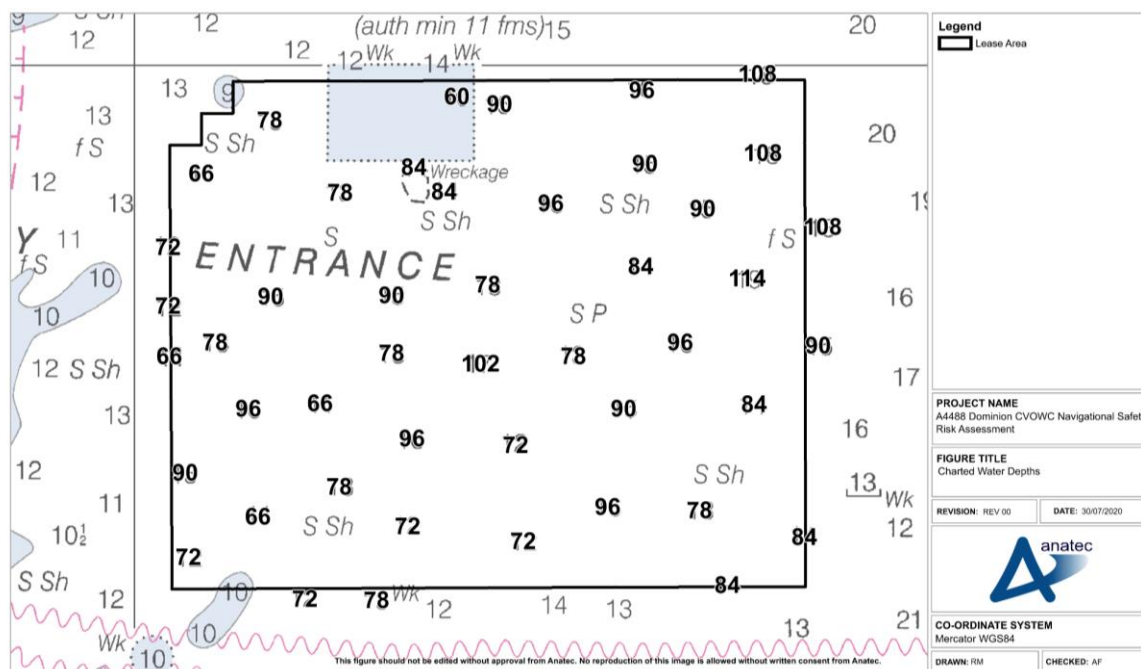 9 S Sh 12 (auth min 11 fms) 15 20
12 12 12 Wk 14 Wk
108
13 9 78 60 90 96
13 f S S Sh 20
66 84 Wreckage 90 108
12 13 78 84 96 S Sh 90 19
S Sh
Y 11 S f S 108
f S 72 ENTRANCE 84
10 78 114
72 90 90 16
10 S P
66 78 78 102 78 96 90
12 S Sh 17
13 96 66 90 84
96 72 16
12 90 S Sh
78 13 Wk
11 66 96 78
10½ S Sh 72 12
72 72 84
S Sh 10 84
12 72 78 Wk 12 14 13 21
10 13
Wk
10
This figure should not be edited without approval from Anatec. No reproduction of this image is allowed without written consent from Anatec.
Legend
Lease Area
PROJECT NAME
A4488 Dominion CVOWC Navigational Safet
Risk Assessment
FIGURE TITLE
Charted Water Depths
REVISION: REV 00 DATE: 30/07/2020
anatec
CO-ORDINATE SYSTEM
Mercator WGS84
DRAWN: RM CHECKED: AF